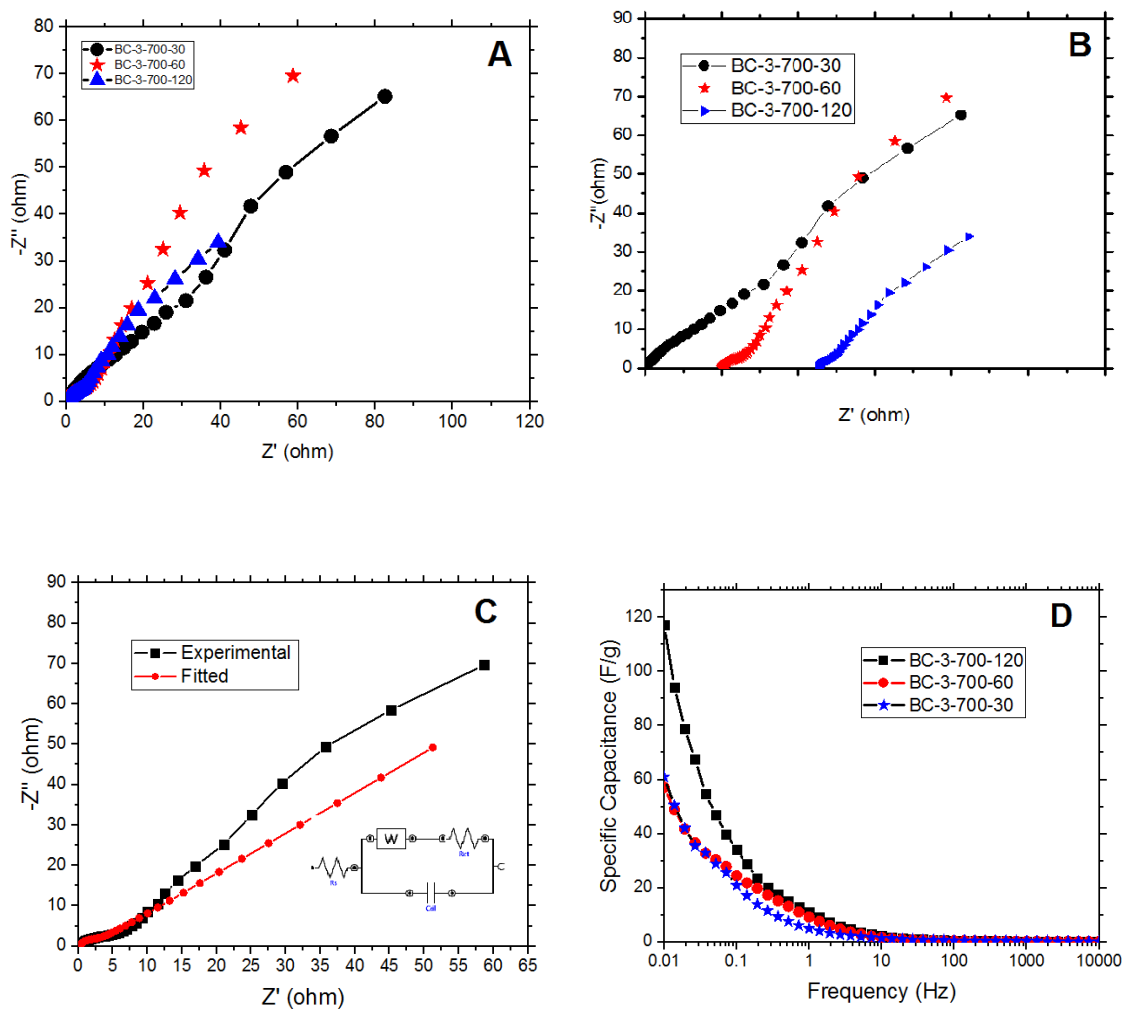 A
BC-3-700-30
BC-3-700-60
BC-3-700-120
-Z'' (ohm)
80
70
60
50
40
30
20
10
0
0 20 40 60 80 100 120
Z' (ohm)
B
BC-3-700-30
BC-3-700-60
BC-3-700-120
-Z''(ohm)
90
80
70
60
50
40
30
20
10
0
Z' (ohm)
C
Experimental
Fitted
-Z'' (ohm)
90
80
70
60
50
40
30
20
10
0
W
Rs
0 5 10 15 20 25 30 35 40 45 50 55 60 65
Z' (ohm)
D
BC-3-700-120
BC-3-700-60
BC-3-700-30
Specific Capacitance (F/g)
120
100
80
60
40
20
0
0.01 0.1 1 10 100 1000 10000
Frequency (Hz)